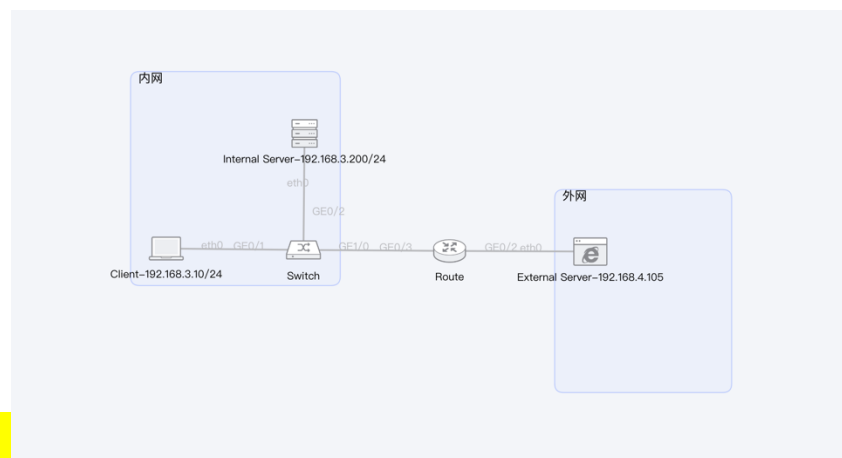 内网
Internal Server-192.168.3.200/24
eth0
GE0/2
外网
eth0 GE0/1
GE1/0 GE0/3
GE0/2 eth0
Client-192.168.3.10/24
Switch
Route
External Server-192.168.4.105